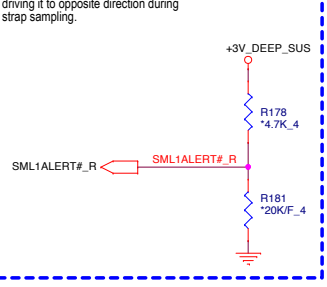 driving it to opposite direction during
strap sampling.
+3V_DEEP_SUS
R178
*4.7K_4
SML1ALERT#_R
SML1ALERT#_R
R181
*20K/F_4